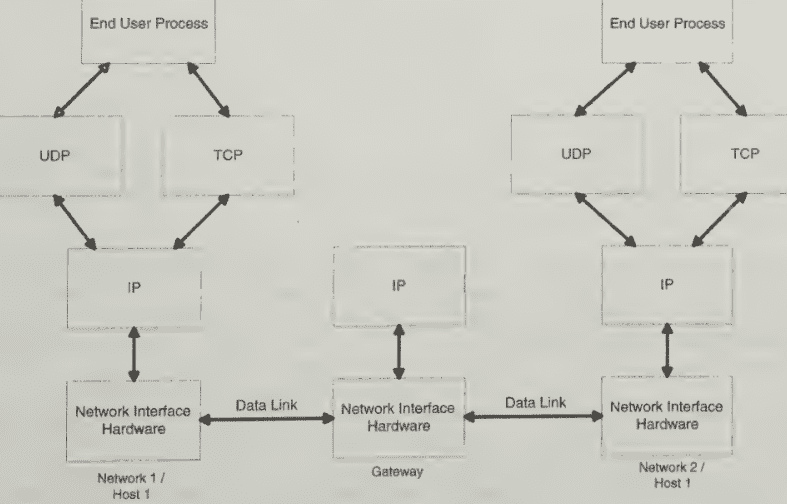 End User Process
End User Process
UDP
TCP
UDP
TCP
IP
IP
IP
Network Interface
Hardware
Data Link
Network Interface
Hardware
Data Link
Network Interface
Hardware
Network 1 /
Host 1
Gateway
Network 2 /
Host 1